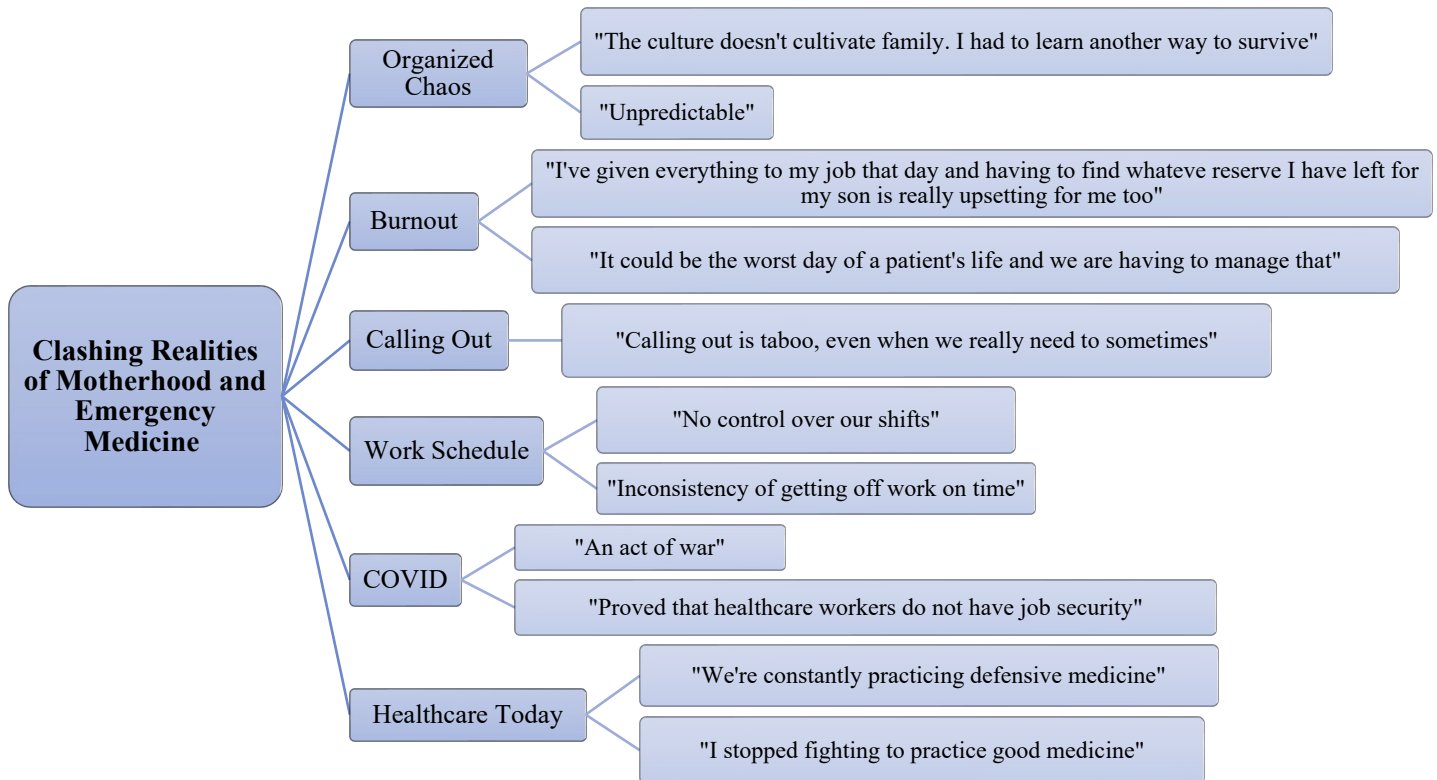 Clashing Realities
of Motherhood and
Emergency
Medicine
Organized
Chaos
"The culture doesn't cultivate family. I had to learn another way to survive"
"Unpredictable"
Burnout
"I've given everything to my job that day and having to find whateve reserve I have left for
my son is really upsetting for me too"
"It could be the worst day of a patient's life and we are having to manage that"
Calling Out
"Calling out is taboo, even when we really need to sometimes"
Work Schedule
"No control over our shifts"
"Inconsistency of getting off work on time"
COVID
"An act of war"
"Proved that healthcare workers do not have job security"
Healthcare Today
"We're constantly practicing defensive medicine"
"I stopped fighting to practice good medicine"